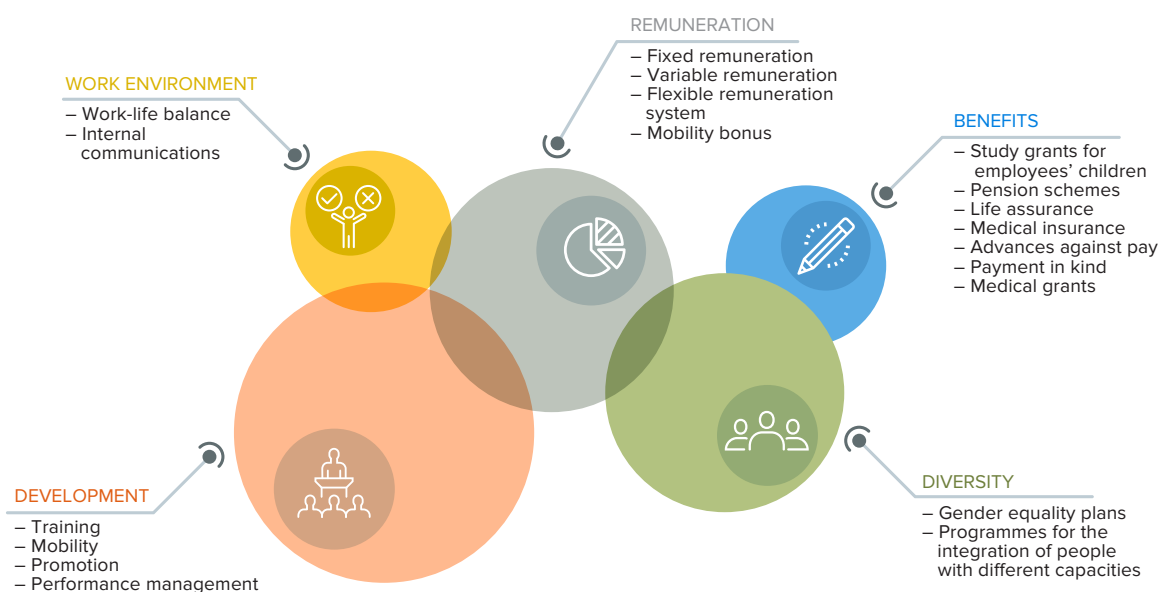 REMUNERATION
– Fixed remuneration
– Variable remuneration
– Flexible remuneration
system
– Mobility bonus
WORK ENVIRONMENT
– Work-life balance
– Internal
communications
BENEFITS
– Study grants for
employees’ children
– Pension schemes
– Life assurance
– Medical insurance
– Advances against pay
– Payment in kind
– Medical grants
DEVELOPMENT
– Training
– Mobility
– Promotion
– Performance management
DIVERSITY
– Gender equality plans
– Programmes for the
integration of people
with different capacities